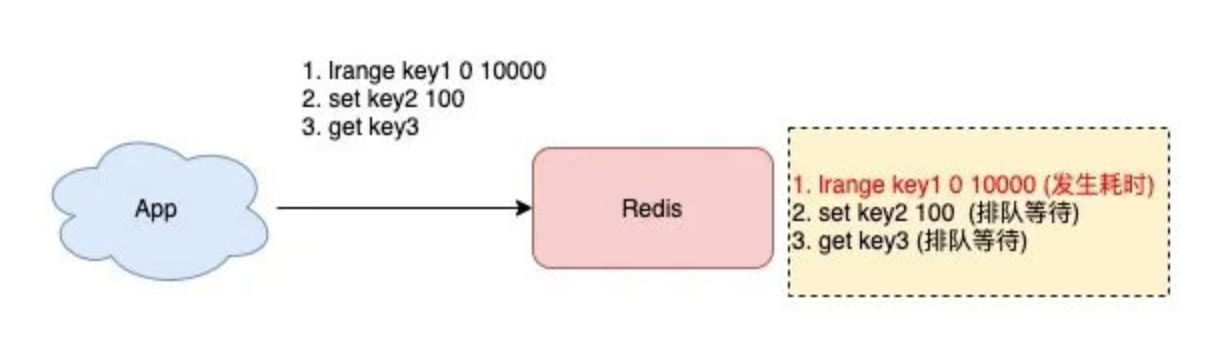 1. lrange key1 0 10000
2. set key2 100
3. get key3
App
Redis
1. lrange key1 0 10000 (发生耗时)
2. set key2 100 (排队等待)
3. get key3 (排队等待)